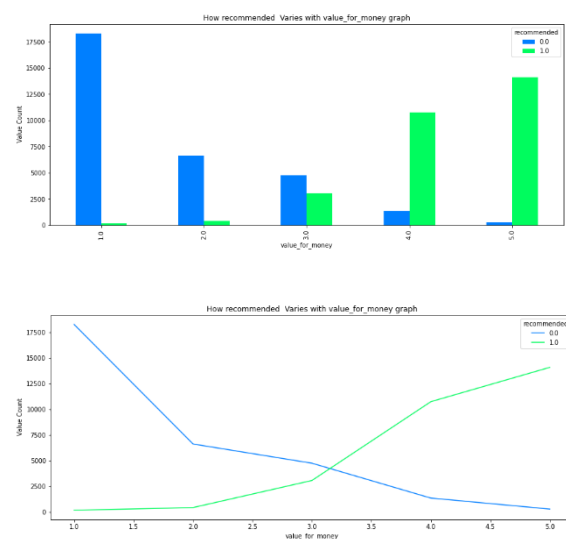 How recommended Varies with value_for_money graph
recommended
0.0
1.0
17500
15000
12500
10000
7500
5000
2500
0
Value Count
1.0
2.0
3.0
4.0
5.0
value_for_money
How recommended Varies with value_for_money graph
recommended
0.0
1.0
17500
15000
12500
10000
7500
5000
2500
0
Value Count
1.0 1.5 2.0 2.5 3.0 3.5 4.0 4.5 5.0
value_for_money